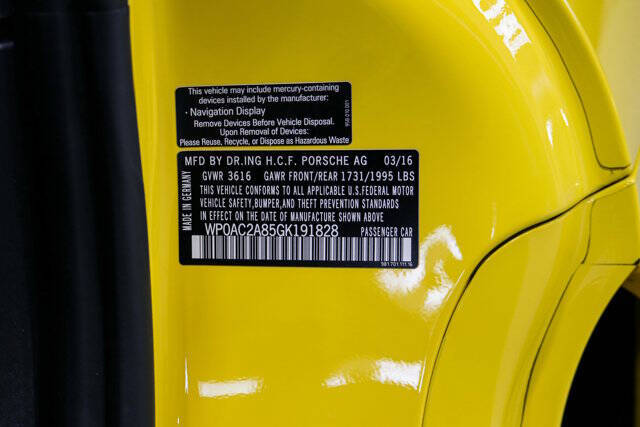 This vehicle may include mercury-containing
devices installed by the manufacturer:
· Navigation Display
Remove Devices Before Vehicle Disposal.
Upon Removal of Devices:
Please Reuse, Recycle, or Dispose as Hazardous Waste
MFD BY DR.ING H.C.F. PORSCHE AG 03/16
GVWR 3616 GAWR FRONT/REAR 1731/1995 LBS
THIS VEHICLE CONFORMS TO ALL APPLICABLE U.S.FEDERAL MOTOR
VEHICLE SAFETY,BUMPER,AND THEFT PREVENTION STANDARDS
IN EFFECT ON THE DATE OF MANUFACTURE SHOWN ABOVE.
WP0AC2A85GK191828 PASSENGER CAR
MADE IN GERMANY